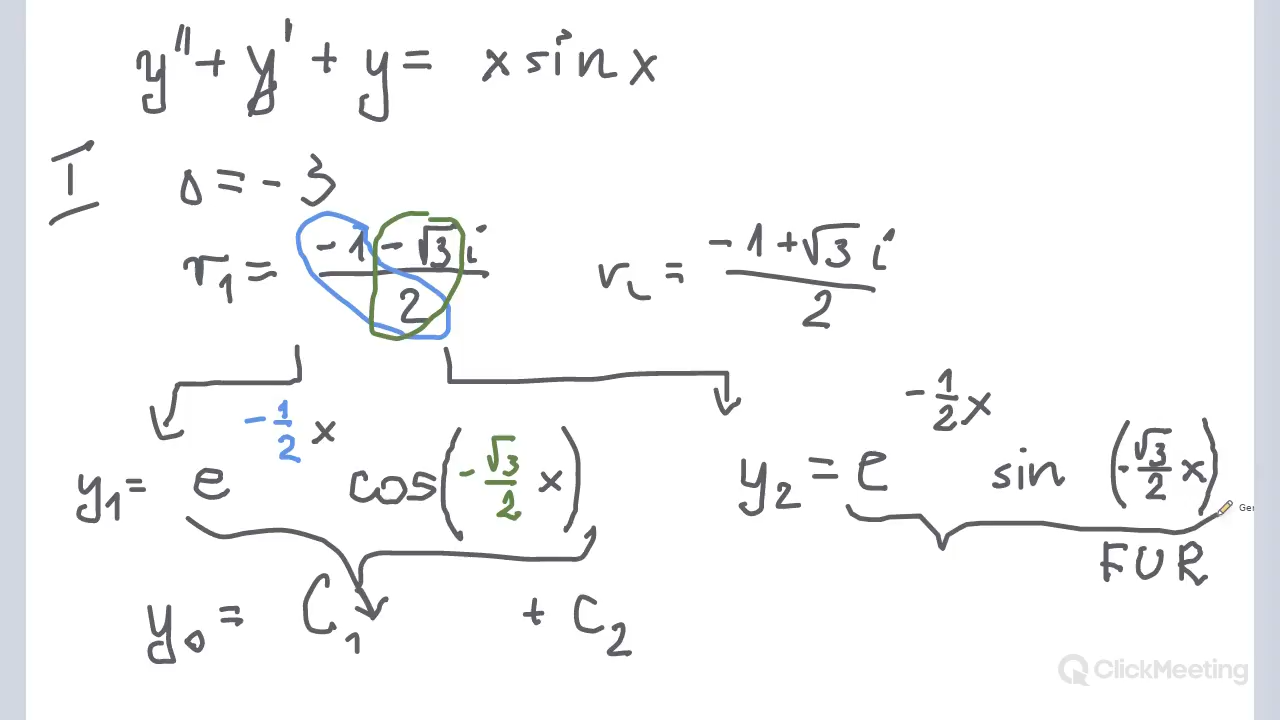 y'' + y' + y = x sin x
I Δ = - 3
r₁ = (-1 - √3 i)/2 r₂ = (-1 + √3 i)/2
y₁ = e^(-1/2 x) cos(-√3/2 x) y₂ = e^(-1/2 x) sin(-√3/2 x)
Ger
FUR
y₀ = C₁ + C₂
ClickMeeting